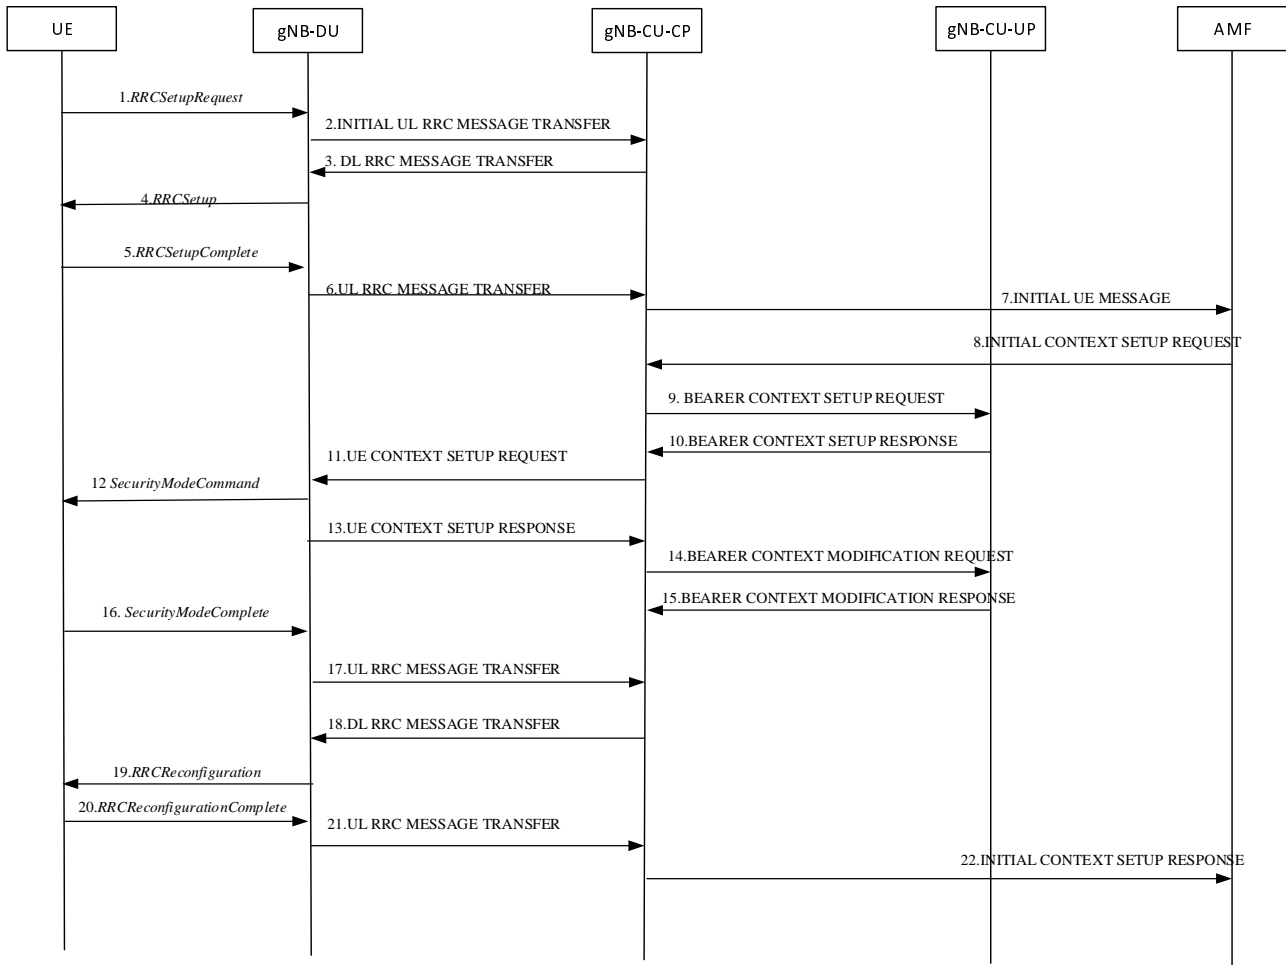 UE
gNB-DU
gNB-CU-CP
gNB-CU-UP
AMF
1.RRCSetupRequest
2.INITIAL UL RRC MESSAGE TRANSFER
3. DL RRC MESSAGE TRANSFER
4.RRCSetup
5.RRCSetupComplete
6.UL RRC MESSAGE TRANSFER
7.INITIAL UE MESSAGE
8.INITIAL CONTEXT SETUP REQUEST
9. BEARER CONTEXT SETUP REQUEST
10.BEARER CONTEXT SETUP RESPONSE
11.UE CONTEXT SETUP REQUEST
12 SecurityModeCommand
13.UE CONTEXT SETUP RESPONSE
14.BEARER CONTEXT MODIFICATION REQUEST
15.BEARER CONTEXT MODIFICATION RESPONSE
16. SecurityModeComplete
17.UL RRC MESSAGE TRANSFER
18.DL RRC MESSAGE TRANSFER
19.RRCReconfiguration
20.RRCReconfigurationComplete
21.UL RRC MESSAGE TRANSFER
22.INITIAL CONTEXT SETUP RESPONSE